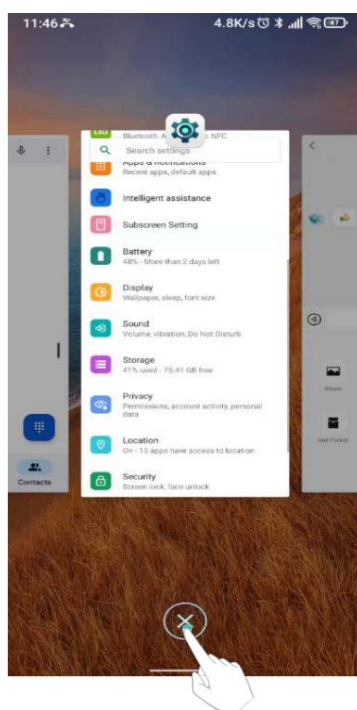 11:46
4.8K/s
47
Search settings
Apps & notifications
Recent apps, default apps
Intelligent assistance
Subscreen Setting
Battery
48% - More than 2 days left
Display
Wallpaper, sleep, font size
Sound
Volume, vibration, Do Not Disturb
Storage
41% used - 75.41 GB free
Privacy
Permissions, account activity, personal
data
Location
On - 15 apps have access to location
Security
Screen lock, face unlock
Contacts
Album
Red Packet